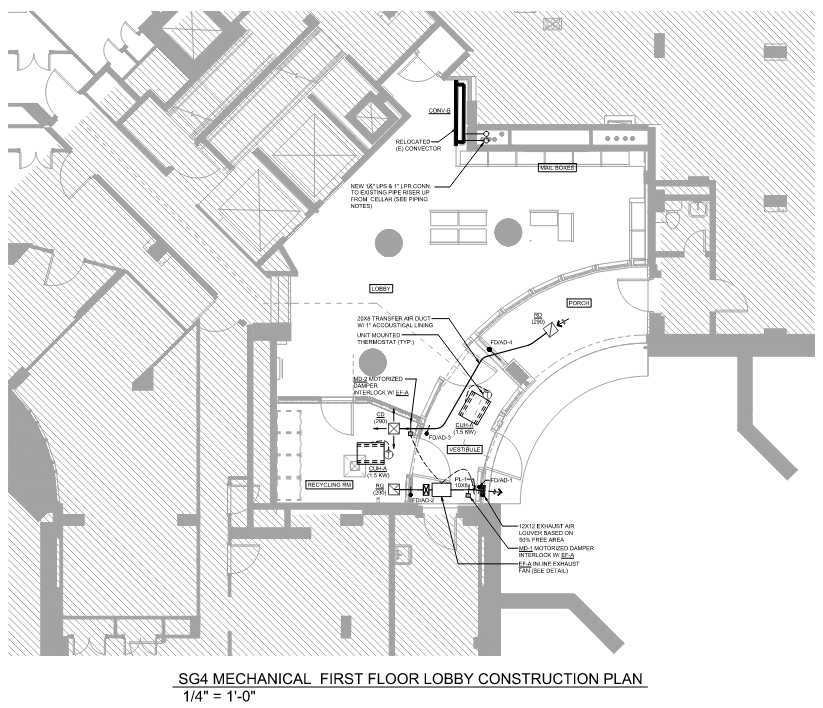 CONV-B
RELOCATED
(E) CONVECTOR
MAIL BOXES
NEW 1½" LPS & 1" LPR CONN.
TO EXISTING PIPE RISER UP
FROM CELLAR (SEE PIPING
NOTES)
LOBBY
PORCH
20X8 TRANSFER AIR DUCT
W/ 1" ACCOUSTICAL LINING
RD
(290)
UNIT MOUNTED
THERMOSTAT (TYP.)
FD/AD-4
MD-2 MOTORIZED
DAMPER
INTERLOCK W/ EF-A
CD
(290)
CUH-A
(1.5 KW)
FD/AD-3
VESTIBULE
CUH-A
(1.5 KW)
RECYCLING RM
RG
(290)
PL-1
10X8
FD/AD-1
FD/AD-2
12X12 EXHAUST AIR
LOUVER BASED ON
50% FREE AREA
MD-1 MOTORIZED DAMPER
INTERLOCK W/ EF-A
EF-A INLINE EXHAUST
FAN (SEE DETAIL)
SG4 MECHANICAL FIRST FLOOR LOBBY CONSTRUCTION PLAN
1/4" = 1'-0"